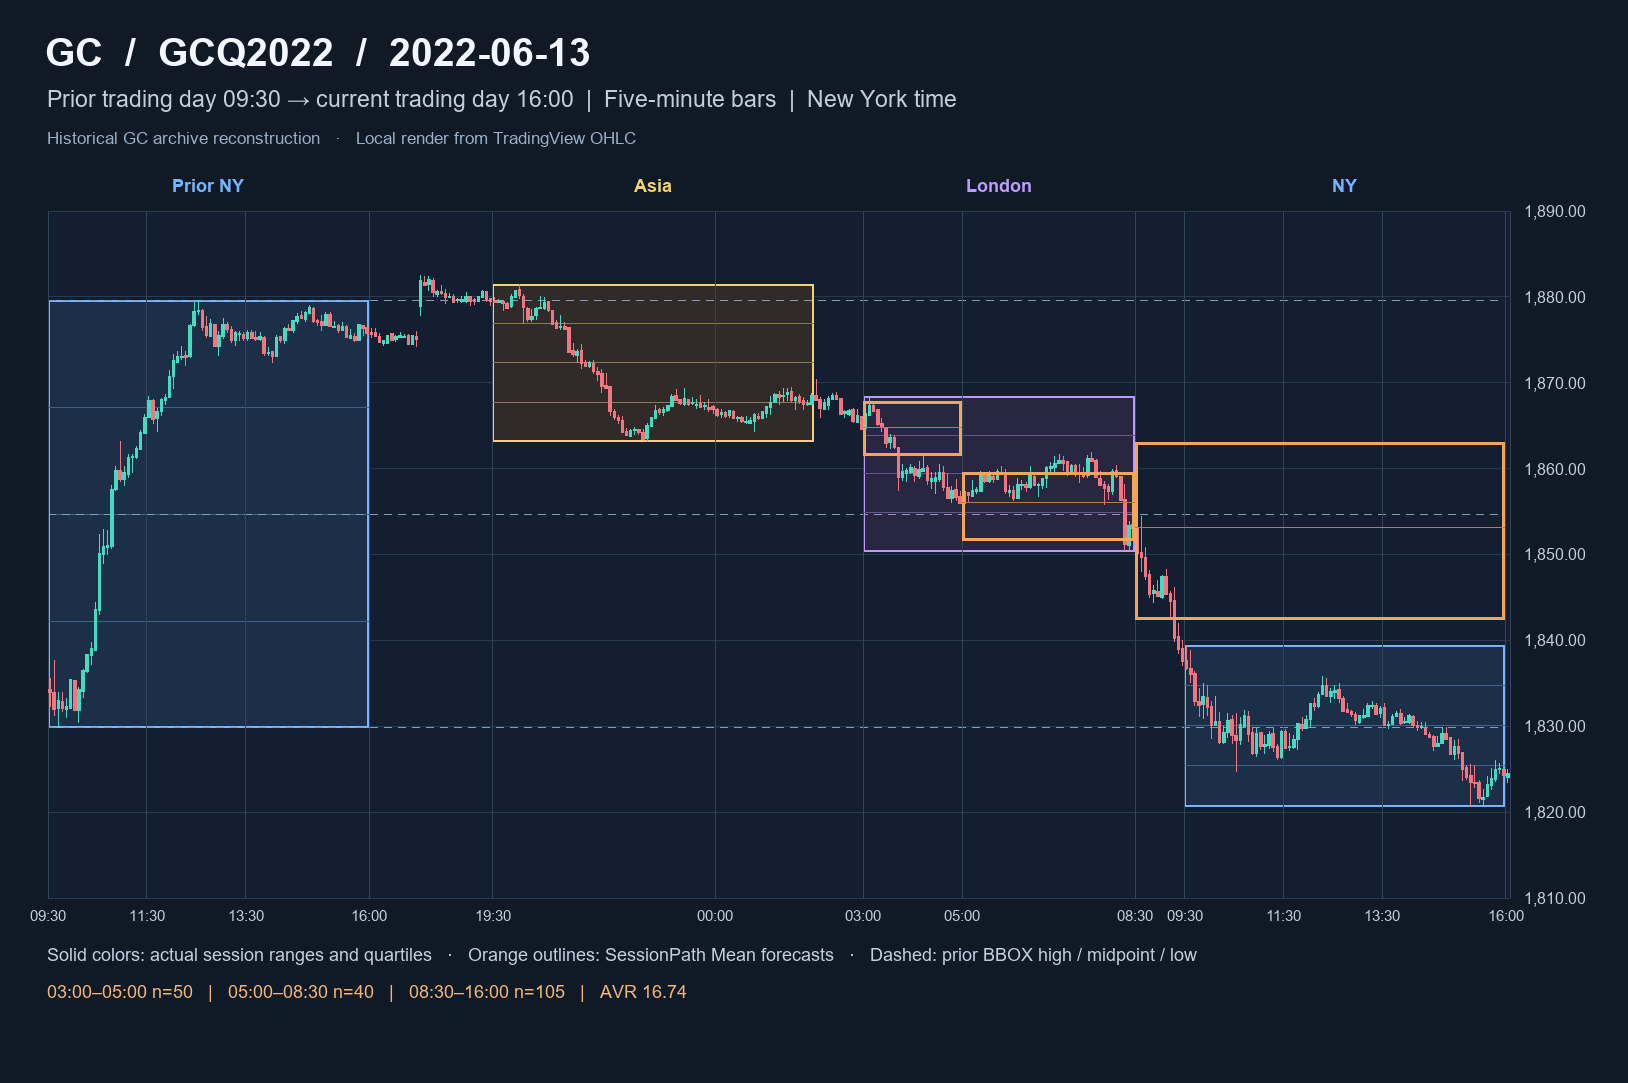 GC / GCQ2022 / 2022-06-13
Prior trading day 09:30 → current trading day 16:00 | Five-minute bars | New York time
Historical GC archive reconstruction · Local render from TradingView OHLC
Prior NY Asia London NY
1,890.00
1,880.00
1,870.00
1,860.00
1,850.00
1,840.00
1,830.00
1,820.00
1,810.00
09:30 11:30 13:30 16:00 19:30 00:00 03:00 05:00 08:30 09:30 11:30 13:30 16:00
Solid colors: actual session ranges and quartiles · Orange outlines: SessionPath Mean forecasts · Dashed: prior BBOX high / midpoint / low
03:00–05:00 n=50 | 05:00–08:30 n=40 | 08:30–16:00 n=105 | AVR 16.74